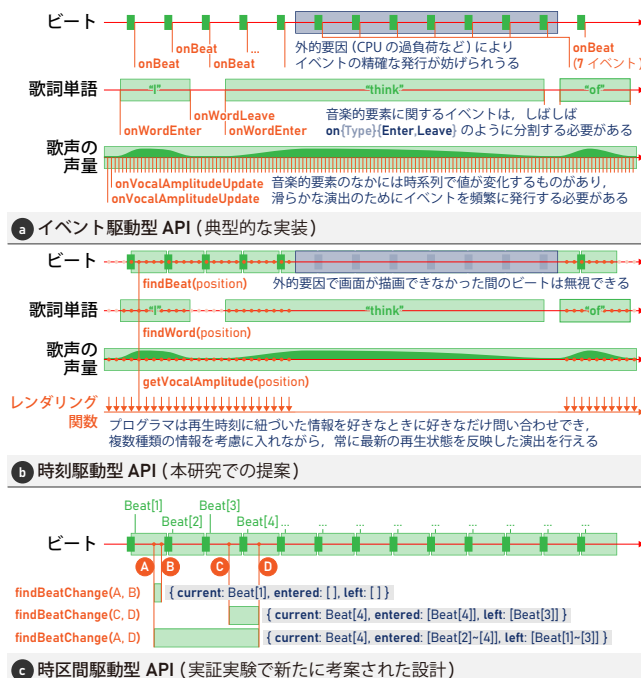 ビート
onBeat
onBeat
onBeat
...
外的要因 (CPU の過負荷など) により
イベントの精確な発行が妨げられうる
onBeat
(7 イベント)
歌詞単語
“I”
“think”
“of”
onWordEnter
onWordLeave
onWordEnter
音楽的要素に関するイベントは，しばしば
on{Type}{Enter,Leave} のように分割する必要がある
歌声の
声量
onVocalAmplitudeUpdate
onVocalAmplitudeUpdate
音楽的要素のなかには時系列で値が変化するものがあり，
滑らかな演出のためにイベントを頻繁に発行する必要がある
a イベント駆動型 API (典型的な実装)
ビート
findBeat(position)
外的要因で画面が描画できなかった間のビートは無視できる
歌詞単語
“I”
“think”
“of”
findWord(position)
歌声の
声量
getVocalAmplitude(position)
レンダリング
関数
プログラマは再生時刻に紐づいた情報を好きなときに好きなだけ問い合わせでき，
複数種類の情報を考慮に入れながら，常に最新の再生状態を反映した演出を行える
b 時刻駆動型 API (本研究での提案)
Beat[1]
Beat[2]
Beat[3]
Beat[4]
... ... ... ... ... ... ... ... ...
ビート
A B C D
findBeatChange(A, B) { current: Beat[1], entered: [ ], left: [ ] }
findBeatChange(C, D) { current: Beat[4], entered: [Beat[4]], left: [Beat[3]] }
findBeatChange(A, D) { current: Beat[4], entered: [Beat[2]~[4]], left: [Beat[1]~[3]] }
c 時区間駆動型 API (実証実験で新たに考案された設計)